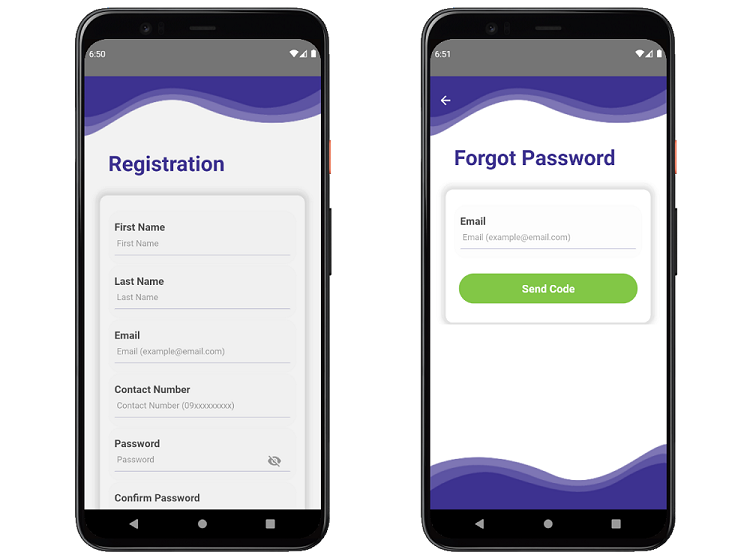 6:50
Registration
First Name
First Name
Last Name
Last Name
Email
Email (example@email.com)
Contact Number
Contact Number (09xxxxxxxxx)
Password
Password
Confirm Password
6:51
Forgot Password
Email
Email (example@email.com)
Send Code